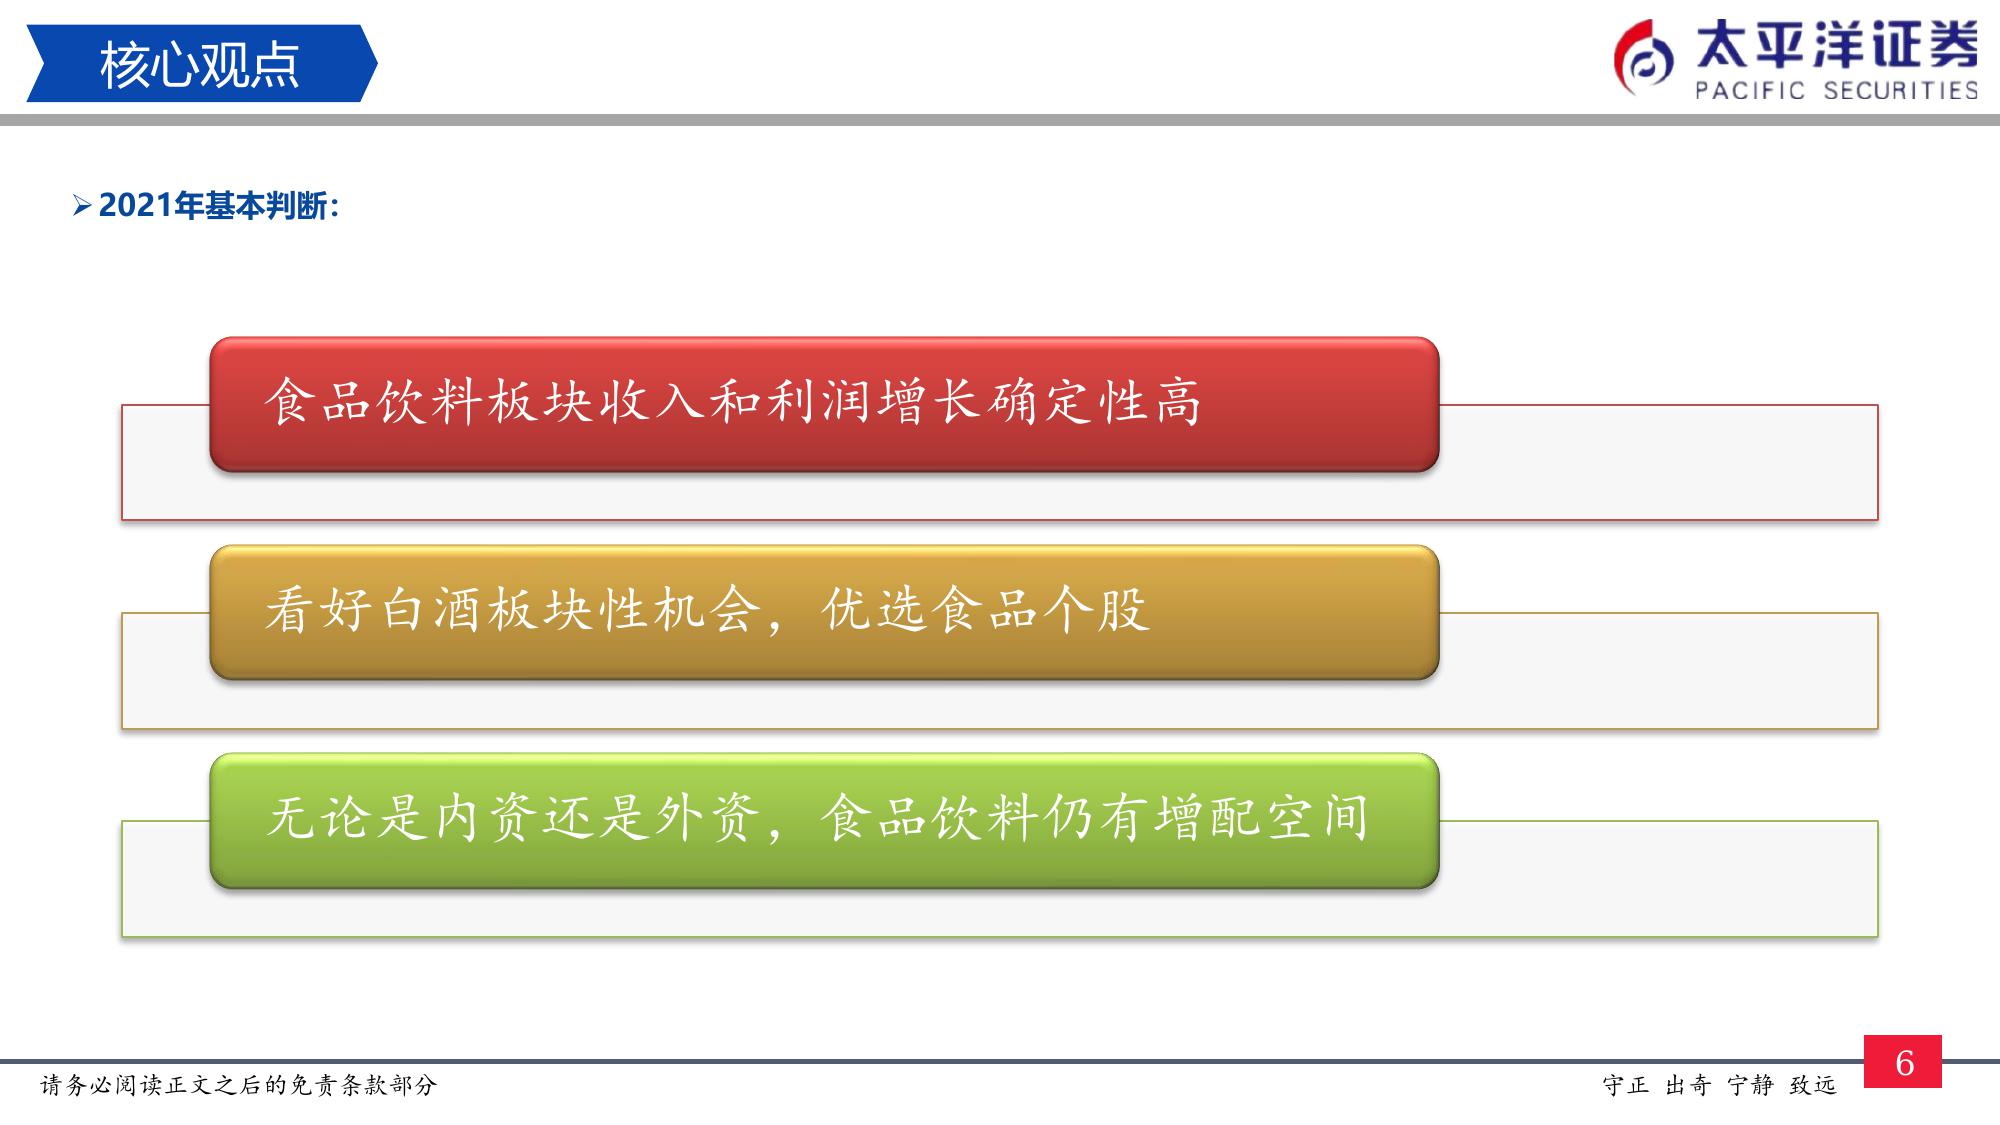 核心观点
太平洋证券
PACIFIC SECURITIES
2021年基本判断：
食品饮料板块收入和利润增长确定性高
看好白酒板块性机会，优选食品个股
无论是内资还是外资，食品饮料仍有增配空间
请务必阅读正文之后的免责条款部分
守正 出奇 宁静 致远
6